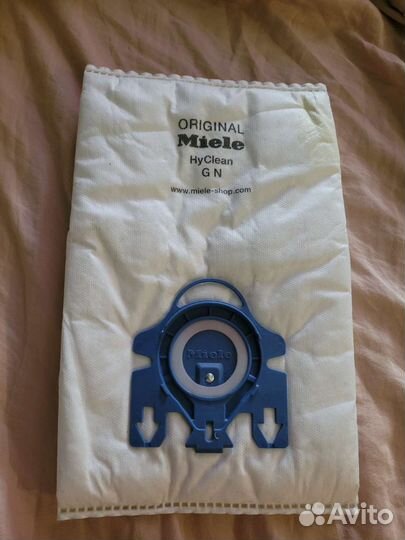 ORIGINAL
Miele
HyClean
G N
www.miele-shop.com
Miele
Avito